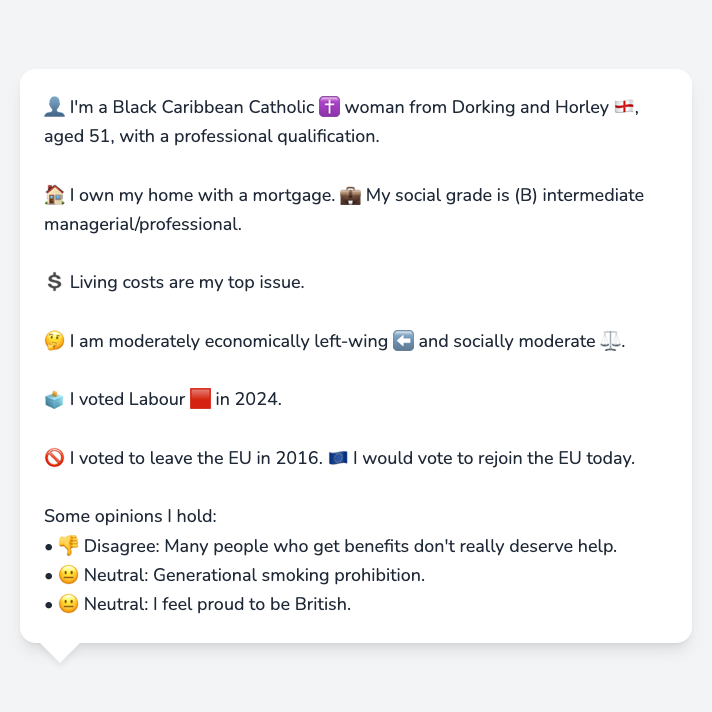 👤 I'm a Black Caribbean Catholic ✝️ woman from Dorking and Horley 🏴󠁧󠁢󠁥󠁮󠁧󠁿,
aged 51, with a professional qualification.
🏠 I own my home with a mortgage. 💼 My social grade is (B) intermediate
managerial/professional.
💲 Living costs are my top issue.
🤔 I am moderately economically left-wing ⬅️ and socially moderate ⚖️.
🗳️ I voted Labour 🟥 in 2024.
🚫 I voted to leave the EU in 2016. 🇪🇺 I would vote to rejoin the EU today.
Some opinions I hold:
• 👎 Disagree: Many people who get benefits don't really deserve help.
• 😐 Neutral: Generational smoking prohibition.
• 😐 Neutral: I feel proud to be British.